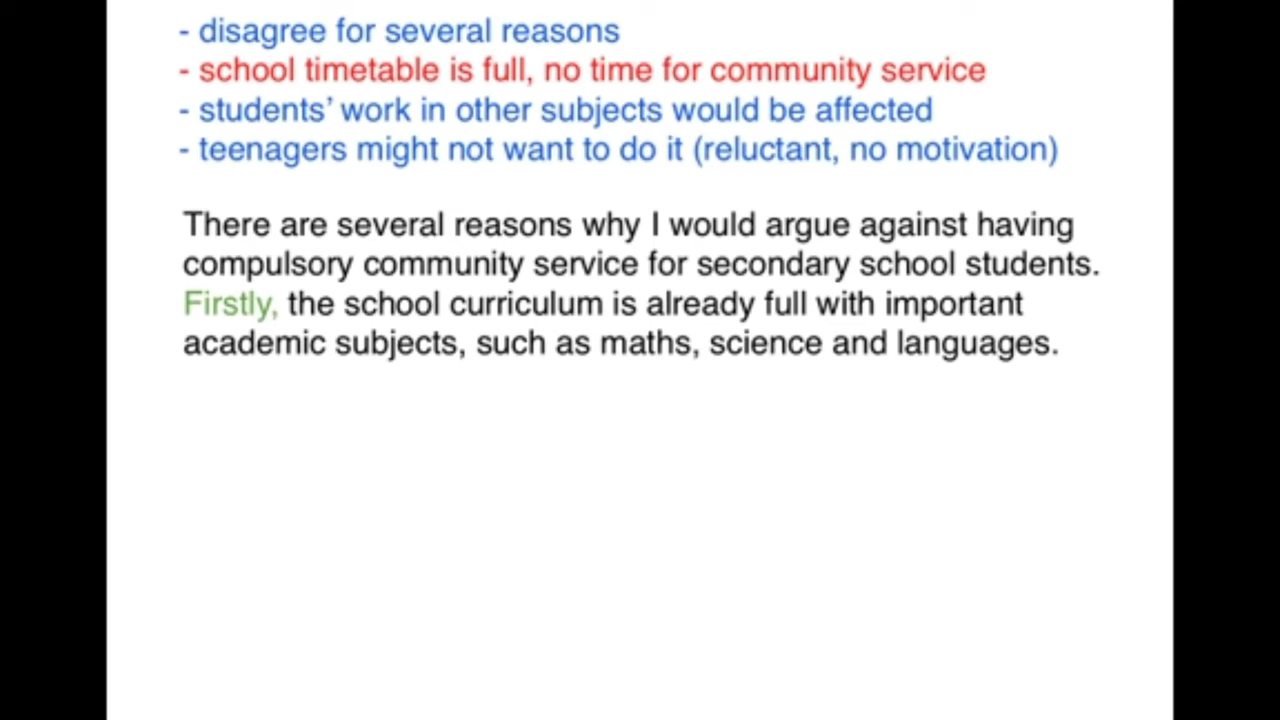 - disagree for several reasons
- school timetable is full, no time for community service
- students’ work in other subjects would be affected
- teenagers might not want to do it (reluctant, no motivation)
There are several reasons why I would argue against having
compulsory community service for secondary school students.
Firstly, the school curriculum is already full with important
academic subjects, such as maths, science and languages.